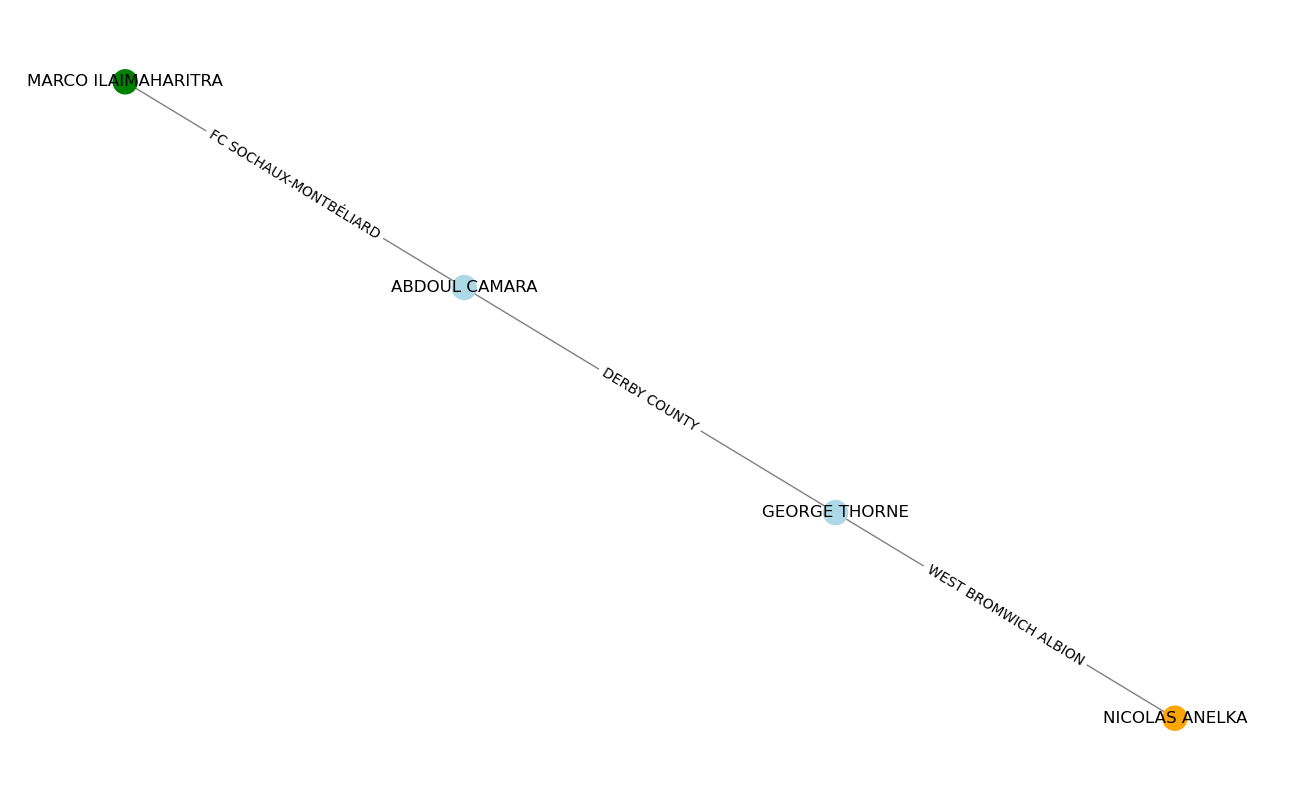 MARCO ILAIMAHARITRA
FC SOCHAUX-MONTBÉLIARD
ABDOUL CAMARA
DERBY COUNTY
GEORGE THORNE
WEST BROMWICH ALBION
NICOLAS ANELKA